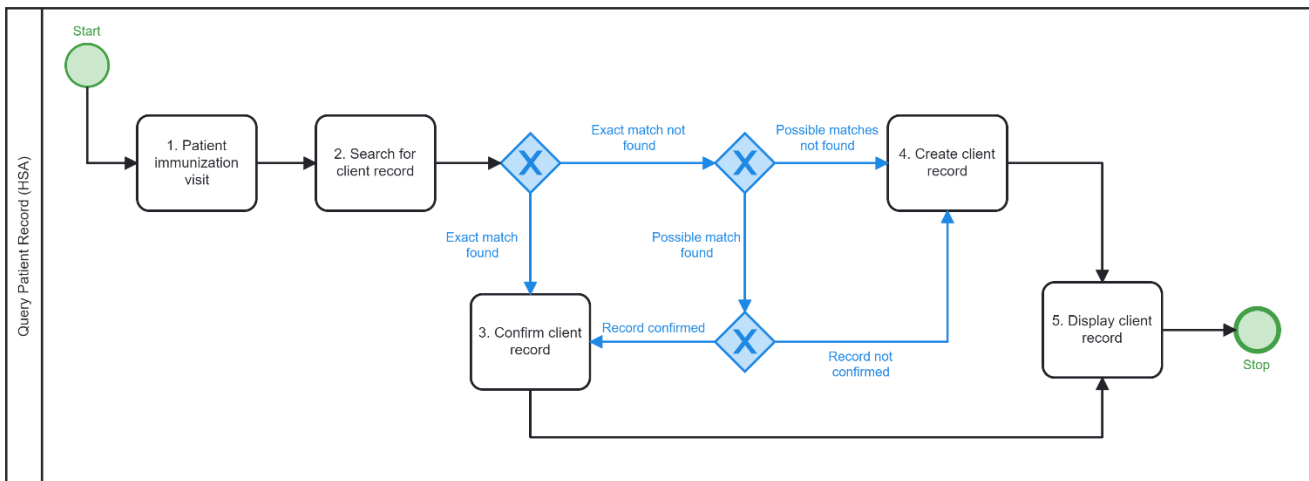 Query Patient Record (HSA)
Start
1. Patient
immunization
visit
2. Search for
client record
X
Exact match not
found
X
Possible matches
not found
4. Create client
record
Exact match
found
Possible match
found
3. Confirm client
record
Record confirmed
X
Record not
confirmed
5. Display client
record
Stop